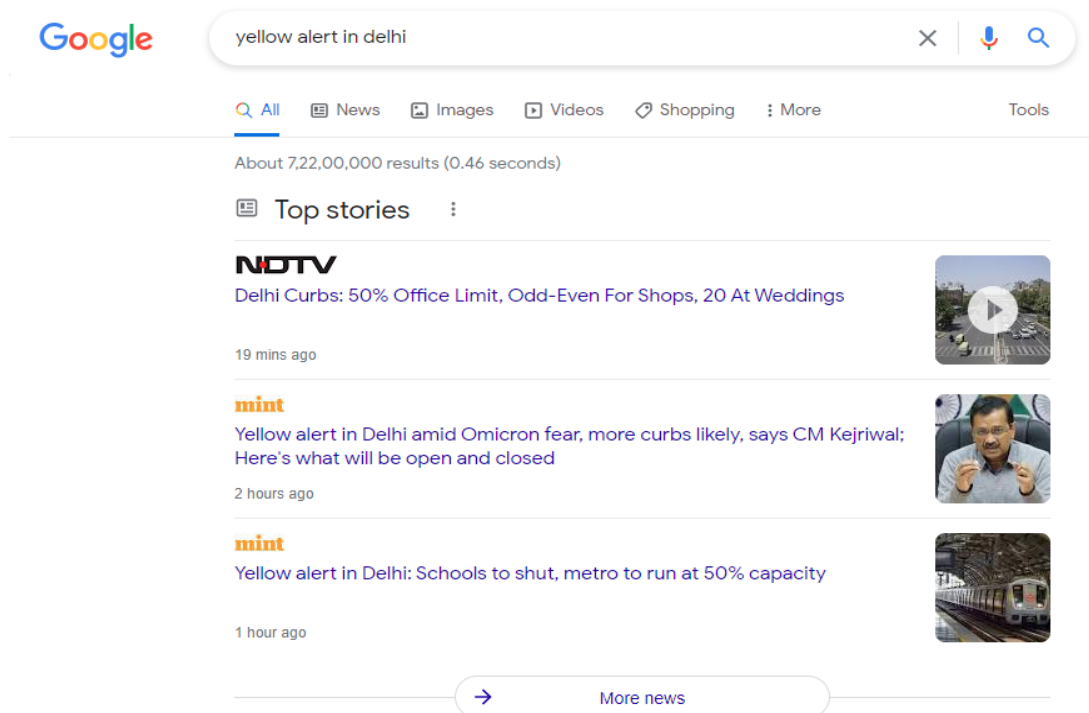 Google
yellow alert in delhi
All News Images Videos Shopping More Tools
About 7,22,00,000 results (0.46 seconds)
Top stories
NDTV
Delhi Curbs: 50% Office Limit, Odd-Even For Shops, 20 At Weddings
19 mins ago
mint
Yellow alert in Delhi amid Omicron fear, more curbs likely, says CM Kejriwal;
Here's what will be open and closed
2 hours ago
mint
Yellow alert in Delhi: Schools to shut, metro to run at 50% capacity
1 hour ago
More news